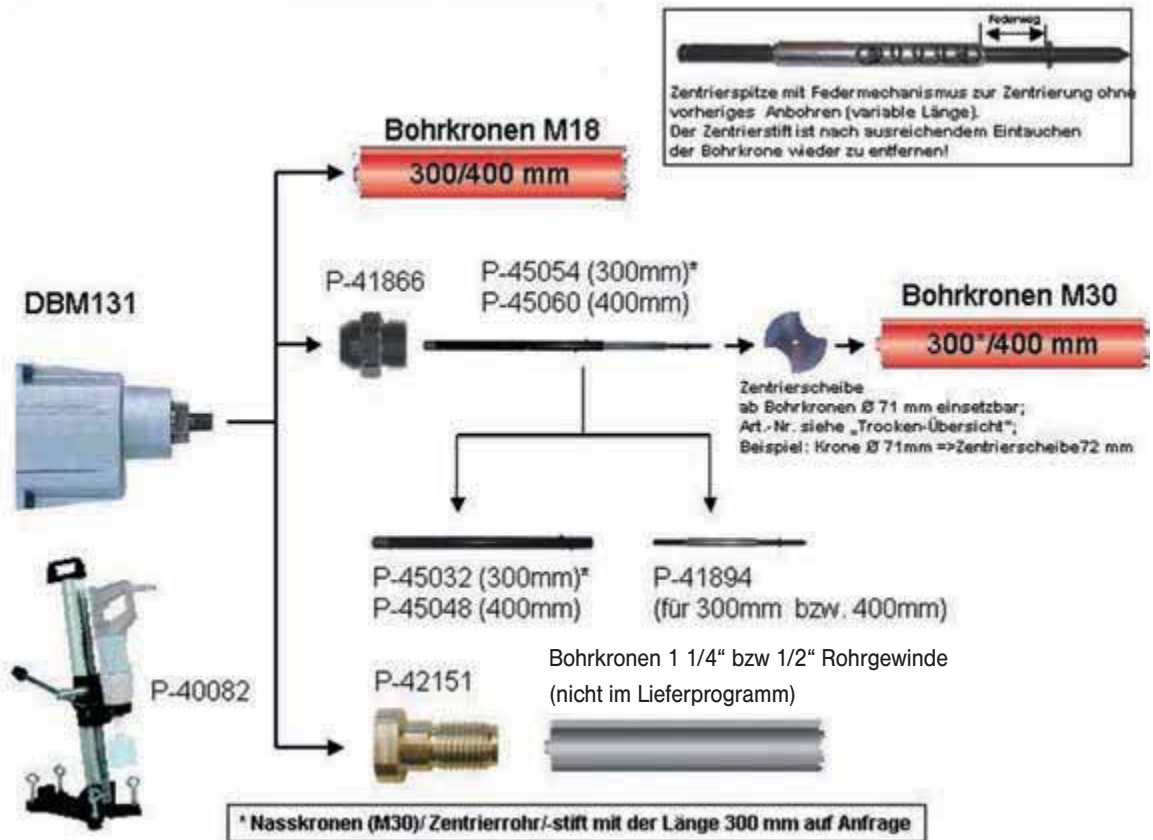 Federweg
Zentrierspitze mit Federmechanismus zur Zentrierung ohne
vorheriges Anbohren (variable Länge).
Der Zentrierstift ist nach ausreichendem Eintauchen
der Bohrkrone wieder zu entfernen!
Bohrkronen M18
300/400 mm
P-41866
P-45054 (300mm)*
P-45060 (400mm)
DBM131
Bohrkronen M30
300*/400 mm
Zentrierscheibe
ab Bohrkronen Ø 71 mm einsetzbar;
Art.-Nr. siehe „Trocken-Übersicht";
Beispiel: Krone Ø 71mm =>Zentrierscheibe72 mm
P-45032 (300mm)*
P-45048 (400mm)
P-41894
(für 300mm bzw. 400mm)
P-40082
P-42151
Bohrkronen 1 1/4“ bzw 1/2“ Rohrgewinde
(nicht im Lieferprogramm)
* Nasskronen (M30)/ Zentrierrohr/-stift mit der Länge 300 mm auf Anfrage